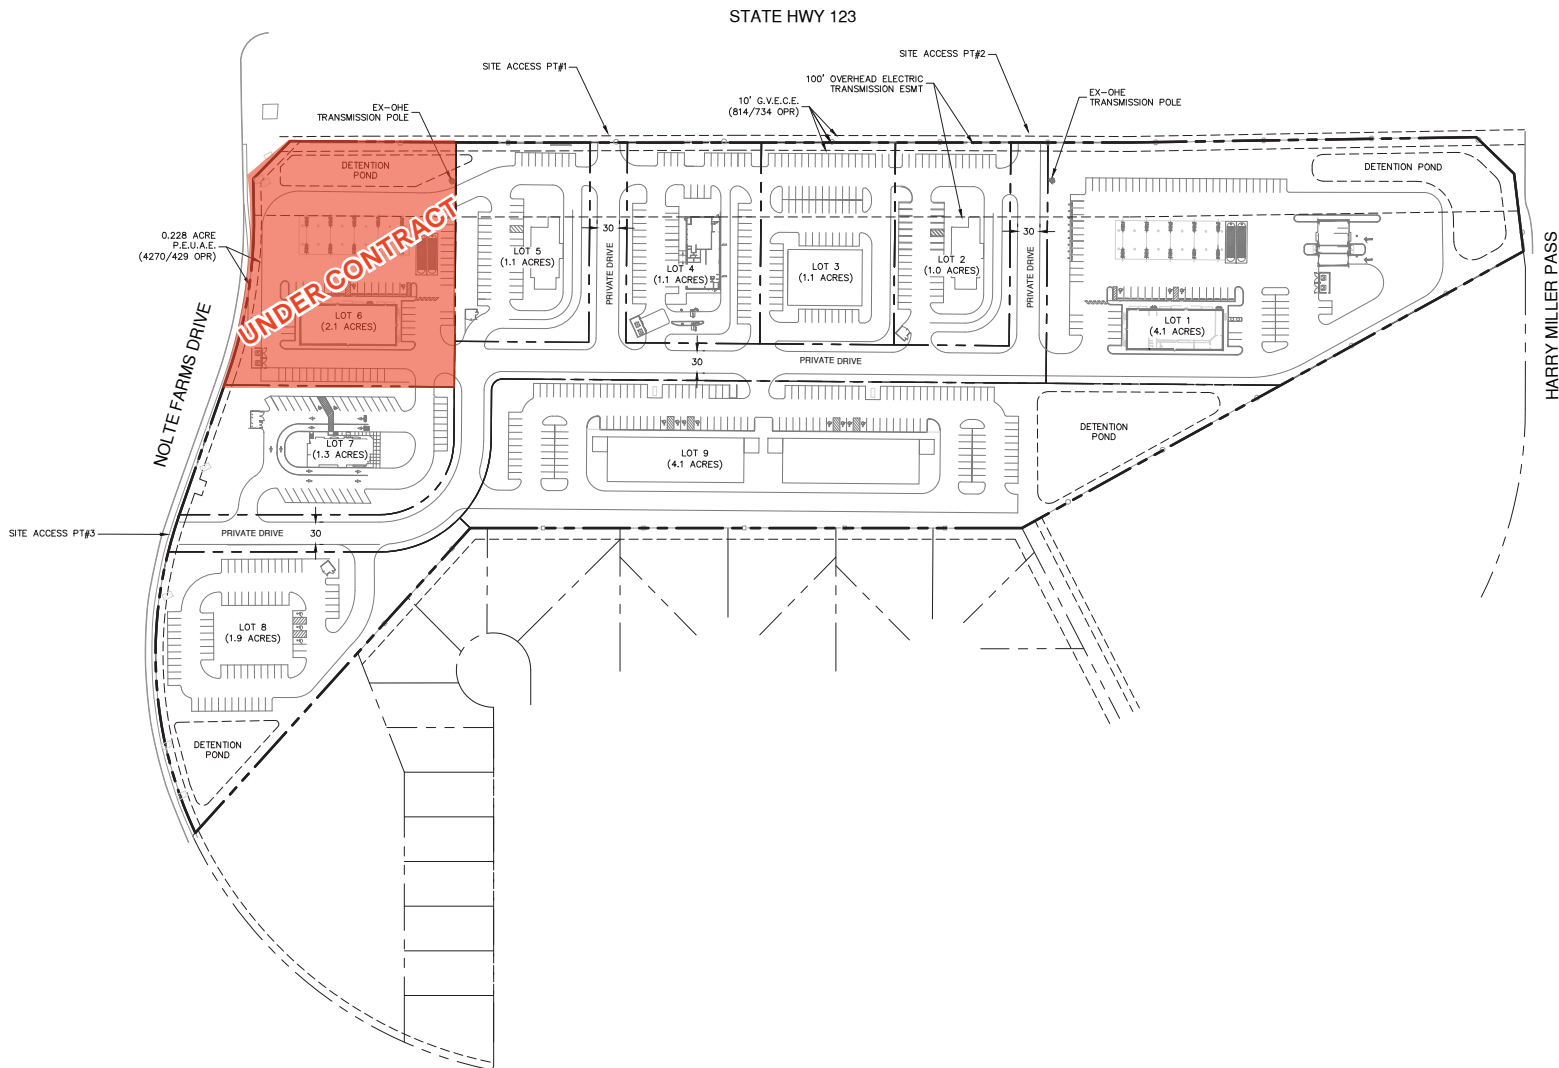 STATE HWY 123
SITE ACCESS PT#1
SITE ACCESS PT#2
100' OVERHEAD ELECTRIC
TRANSMISSION ESMT
10' G.V.E.C.E.
(814/734 OPR)
EX-OHE
TRANSMISSION POLE
EX-OHE
TRANSMISSION POLE
DETENTION
POND
DETENTION POND
0.228 ACRE
P.E.U.A.E.
(4270/429 OPR)
UNDER CONTRACT
LOT 6
(2.1 ACRES)
LOT 5
(1.1 ACRES)
30
PRIVATE DRIVE
LOT 4
(1.1 ACRES)
LOT 3
(1.1 ACRES)
LOT 2
(1.0 ACRES)
30
PRIVATE DRIVE
LOT 1
(4.1 ACRES)
HARRY MILLER PASS
NOLTE FARMS DRIVE
30
PRIVATE DRIVE
LOT 7
(1.3 ACRES)
LOT 9
(4.1 ACRES)
DETENTION
POND
SITE ACCESS PT#3
PRIVATE DRIVE
30
LOT 8
(1.9 ACRES)
DETENTION
POND